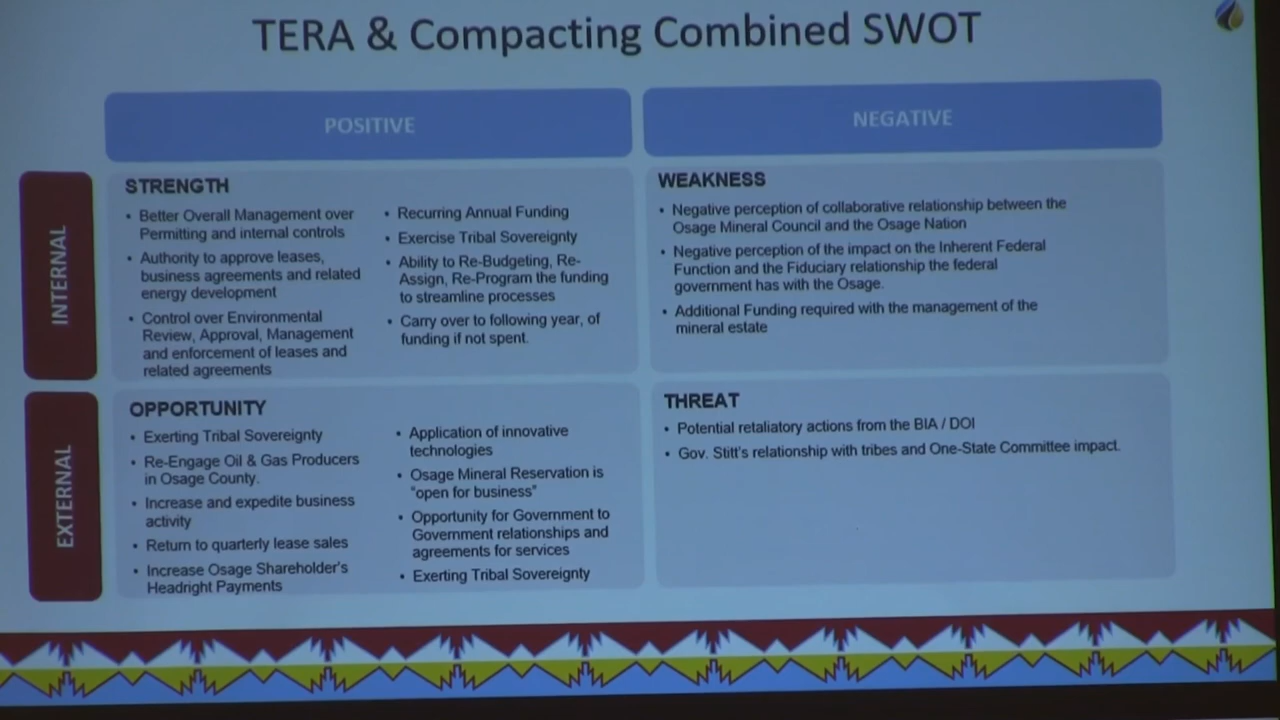 TERA & Compacting Combined SWOT
POSITIVE
NEGATIVE
INTERNAL
STRENGTH
• Better Overall Management over
Permitting and internal controls
• Authority to approve leases,
business agreements and related
energy development
• Control over Environmental
Review, Approval, Management
and enforcement of leases and
related agreements
• Recurring Annual Funding
• Exercise Tribal Sovereignty
• Ability to Re-Budgeting, Re-
Assign, Re-Program the funding
to streamline processes
• Carry over to following year, of
funding if not spent.
WEAKNESS
• Negative perception of collaborative relationship between the
Osage Mineral Council and the Osage Nation
• Negative perception of the impact on the Inherent Federal
Function and the Fiduciary relationship the federal
government has with the Osage.
• Additional Funding required with the management of the
mineral estate
EXTERNAL
OPPORTUNITY
• Exerting Tribal Sovereignty
• Re-Engage Oil & Gas Producers
in Osage County.
• Increase and expedite business
activity
• Return to quarterly lease sales
• Increase Osage Shareholder's
Headright Payments
• Application of innovative
technologies
• Osage Mineral Reservation is
"open for business"
• Opportunity for Government to
Government relationships and
agreements for services
• Exerting Tribal Sovereignty
THREAT
• Potential retaliatory actions from the BIA / DOI
• Gov. Stitt's relationship with tribes and One-State Committee impact.